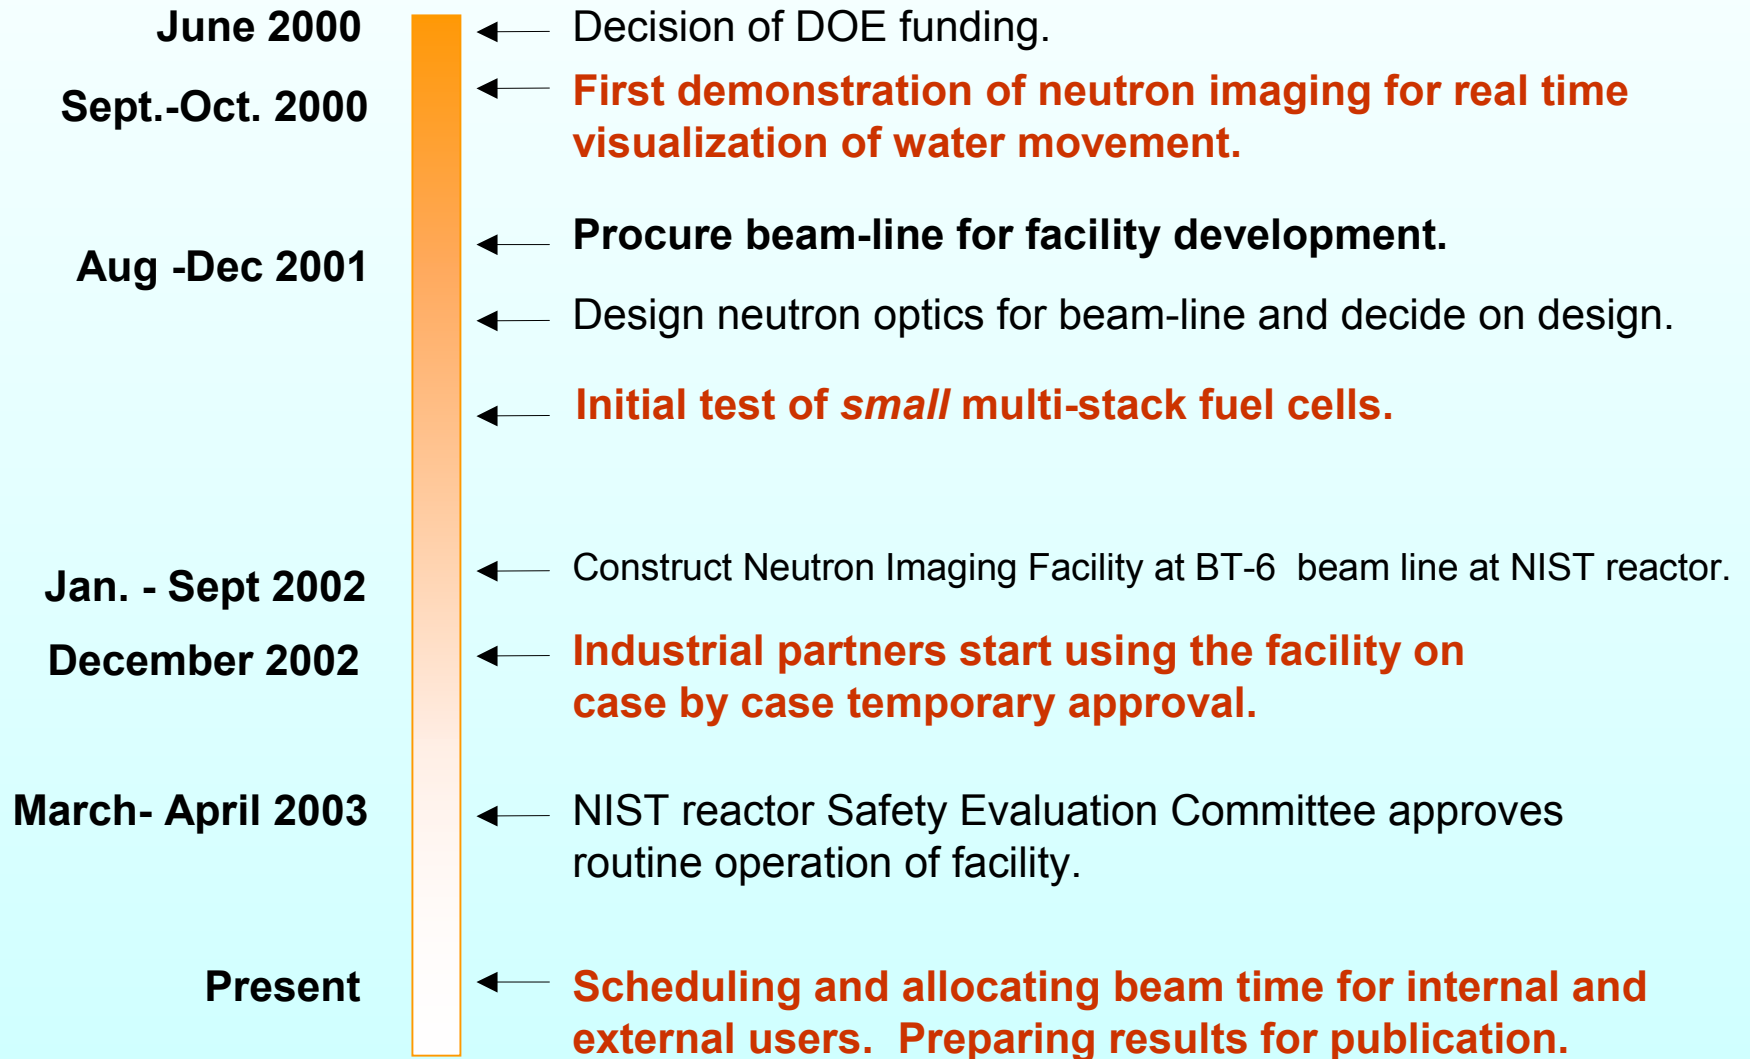 June 2000
Decision of DOE funding.
Sept.-Oct. 2000
First demonstration of neutron imaging for real time
visualization of water movement.
Aug -Dec 2001
Procure beam-line for facility development.
Design neutron optics for beam-line and decide on design.
Initial test of small multi-stack fuel cells.
Jan. - Sept 2002
Construct Neutron Imaging Facility at BT-6 beam line at NIST reactor.
December 2002
Industrial partners start using the facility on
case by case temporary approval.
March- April 2003
NIST reactor Safety Evaluation Committee approves
routine operation of facility.
Present
Scheduling and allocating beam time for internal and
external users. Preparing results for publication.